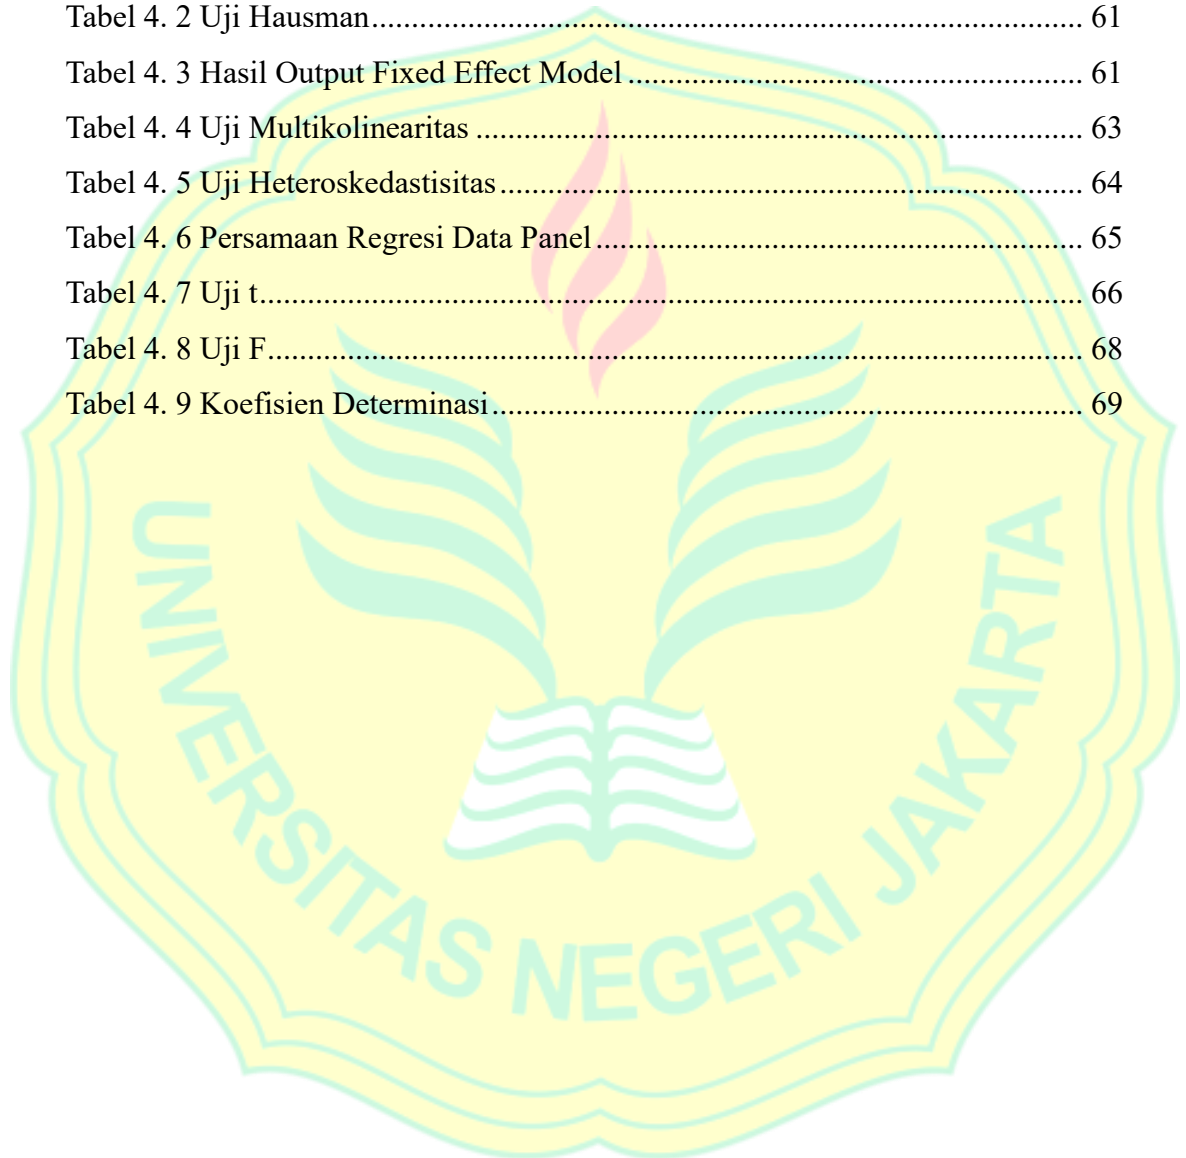 Tabel 4. 2 Uji Hausman........................................................................................... 61
Tabel 4. 3 Hasil Output Fixed Effect Model.......................................................... 61
Tabel 4. 4 Uji Multikolinearitas ............................................................................. 63
Tabel 4. 5 Uji Heteroskedastisitas.......................................................................... 64
Tabel 4. 6 Persamaan Regresi Data Panel.............................................................. 65
Tabel 4. 7 Uji t......................................................................................................... 66
Tabel 4. 8 Uji F........................................................................................................ 68
Tabel 4. 9 Koefisien Determinasi........................................................................... 69
UNIVERSITAS NEGERI JAKARTA